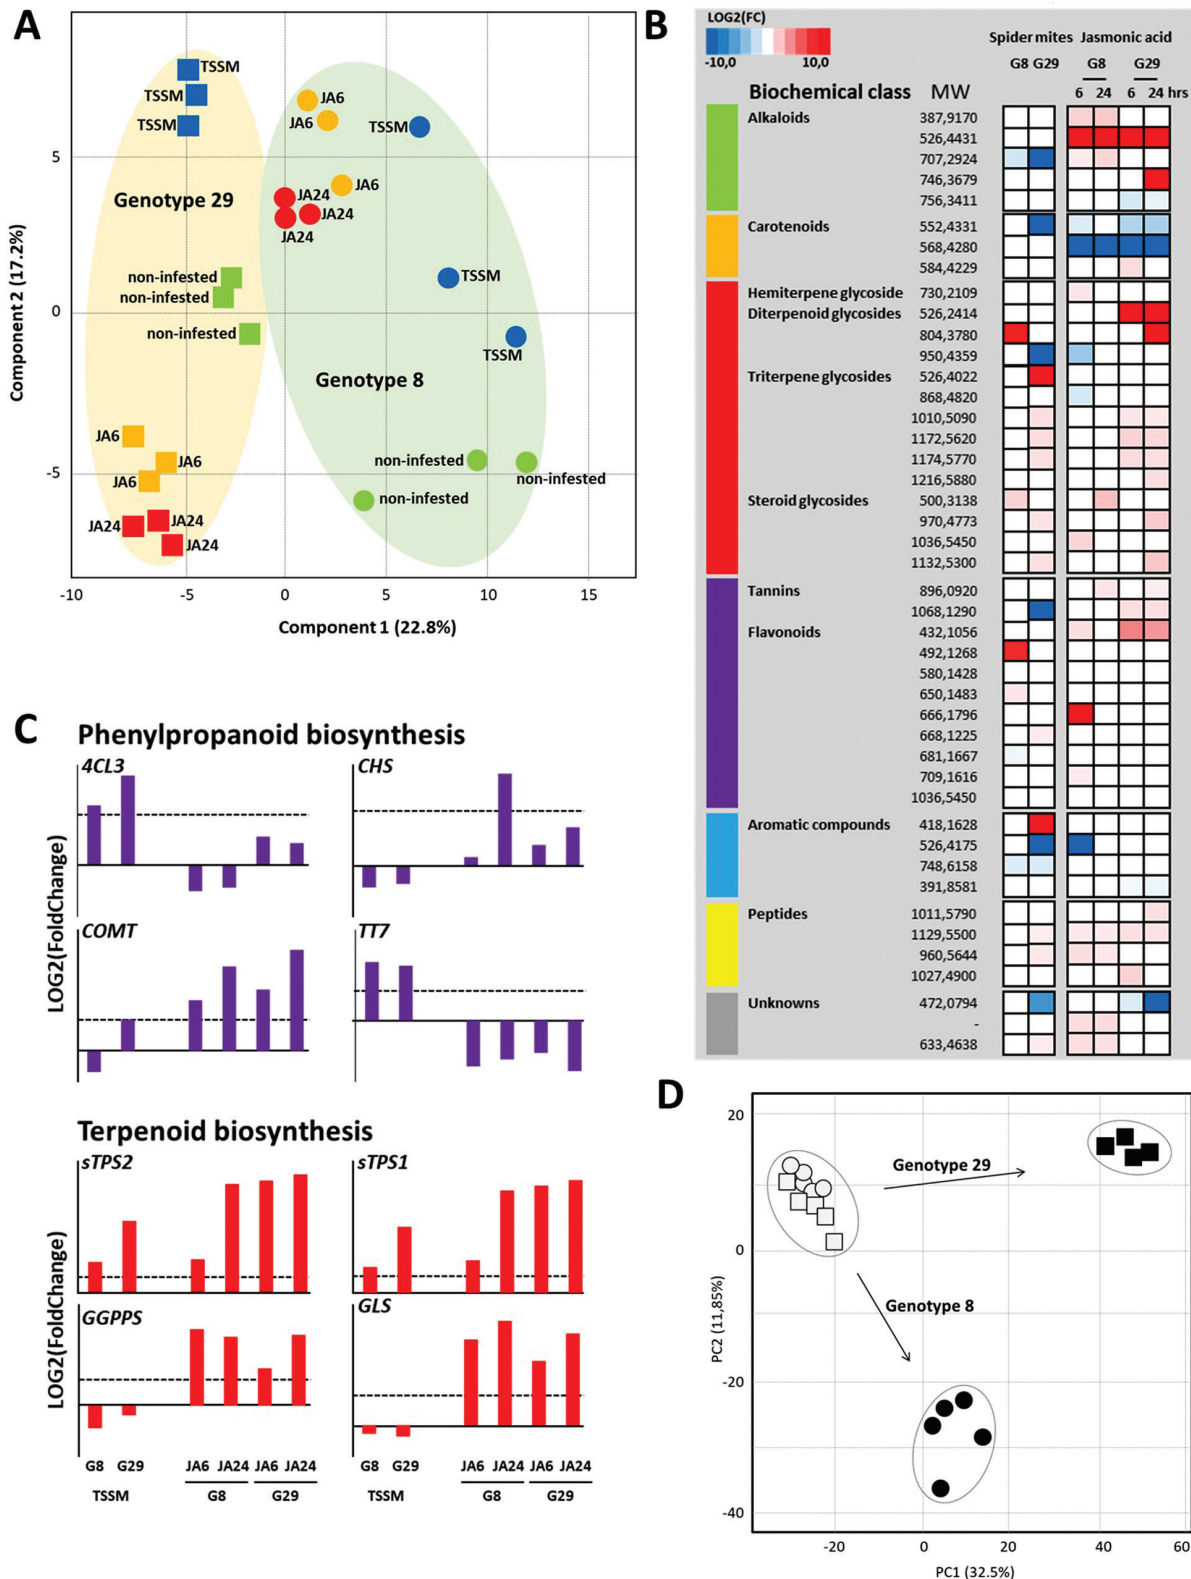 A
TSSM
TSSM
TSSM
JA6
JA6
TSSM
JA6
JA24
JA24
JA24
Genotype 29
non-infested
non-infested
non-infested
TSSM
TSSM
Genotype 8
JA6
JA6
JA6
non-infested
non-infested
non-infested
JA24
JA24
JA24
5
0
-5
-10
-5
0
5
10
15
Component 2 (17.2%)
Component 1 (22.8%)
B
LOG2(FC)
-10,0 10,0
Spider mites Jasmonic acid
G8 G29 G8 G29
6 24 6 24 hrs
Biochemical class MW
Alkaloids 387,9170
526,4431
707,2924
746,3679
756,3411
Carotenoids 552,4331
568,4280
584,4229
Hemiterpene glycoside 730,2109
Diterpenoid glycosides 526,2414
804,3780
950,4359
Triterpene glycosides 526,4022
868,4820
1010,5090
1172,5620
1174,5770
1216,5880
Steroid glycosides 500,3138
970,4773
1036,5450
1132,5300
Tannins 896,0920
1068,1290
Flavonoids 432,1056
492,1268
580,1428
650,1483
666,1796
668,1225
681,1667
709,1616
1036,5450
Aromatic compounds 418,1628
526,4175
748,6158
391,8581
Peptides 1011,5790
1129,5500
960,5644
1027,4900
Unknowns 472,0794
-
633,4638
C
Phenylpropanoid biosynthesis
4CL3 CHS
COMT TT7
LOG2(FoldChange)
Terpenoid biosynthesis
sTPS2 sTPS1
GGPPS GLS
LOG2(FoldChange)
G8 G29 JA6 JA24 JA6 JA24 G8 G29 JA6 JA24 JA6 JA24
TSSM G8 G29 TSSM G8 G29
D
20
0
-20
-40
Genotype 29
Genotype 8
PC2 (11,85%)
-20 0 20 40 60
PC1 (32.5%)